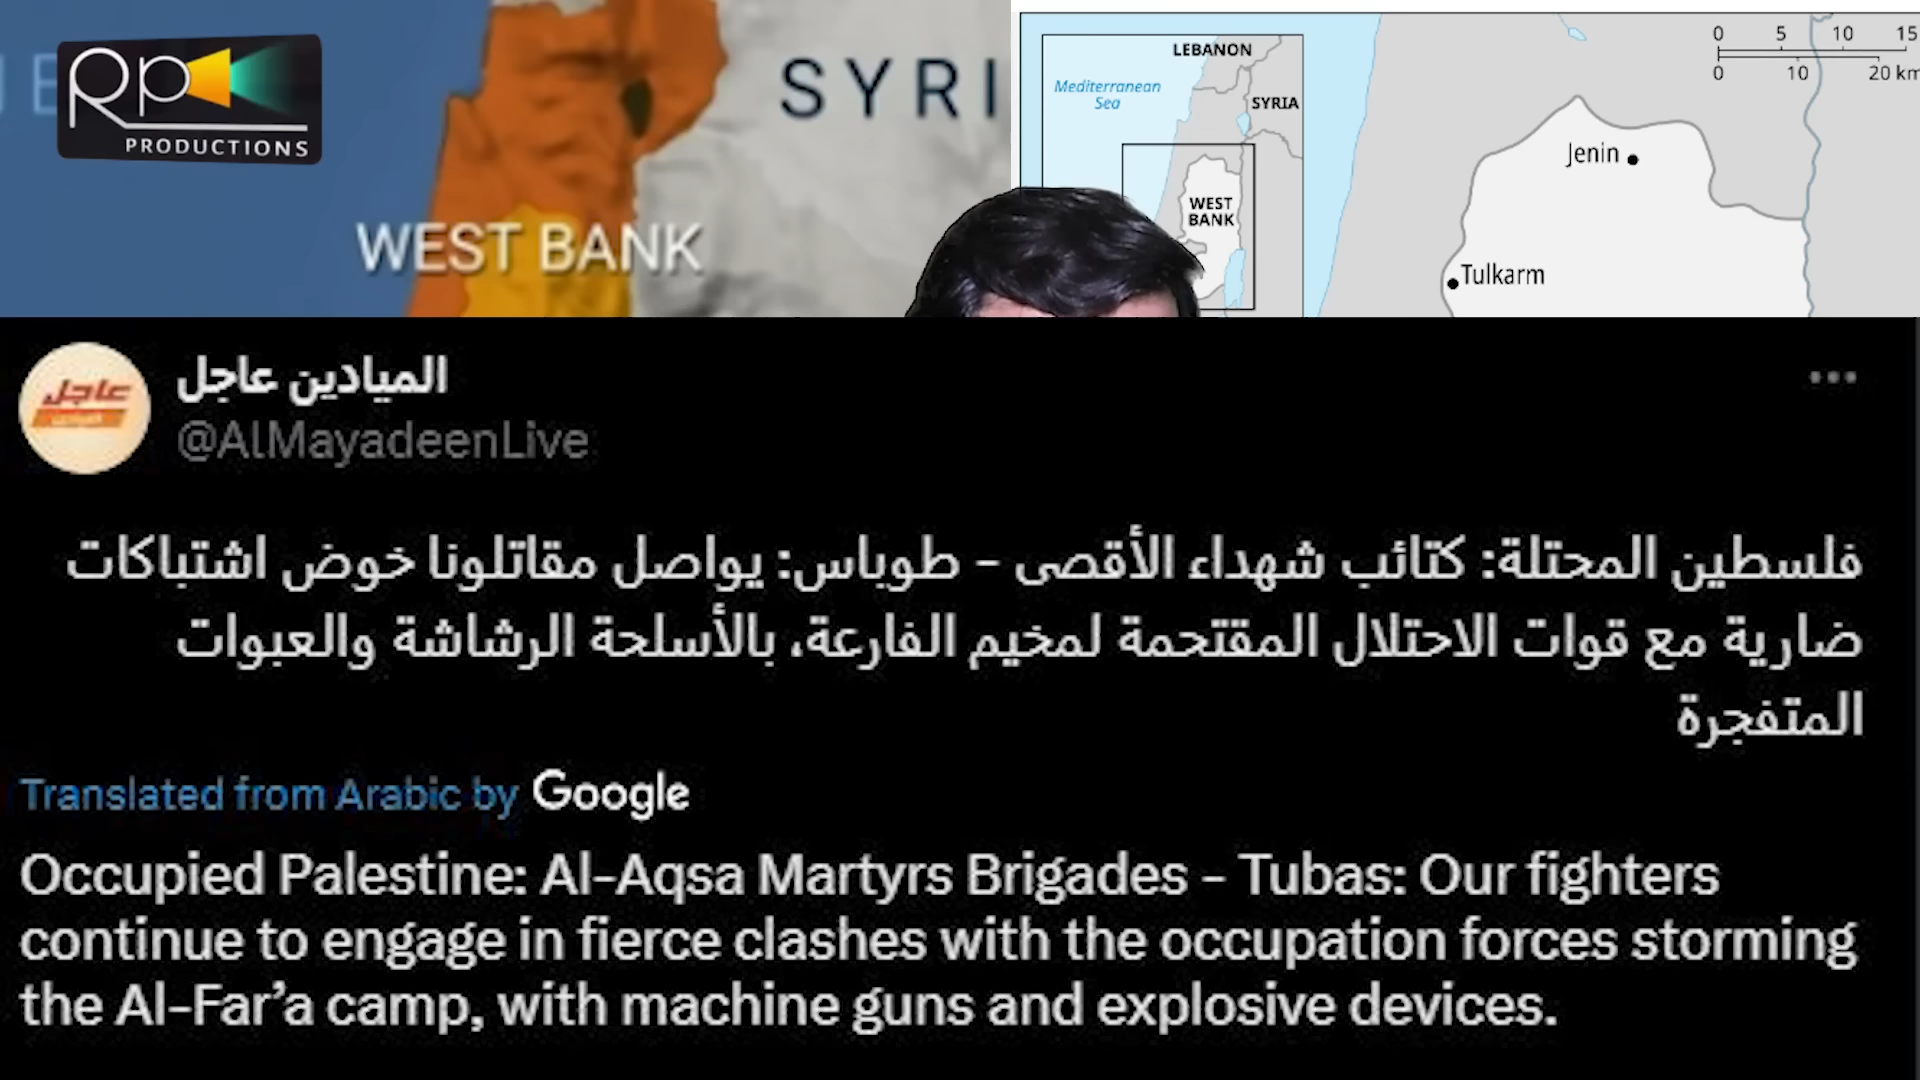 Rp
PRODUCTIONS
SYRI
WEST BANK
LEBANON
Mediterranean
Sea
SYRIA
WEST
BANK
0 5 10 15
0 10 20 km
Jenin
Tulkarm
عاجل
الميادين
الميادين عاجل
@AlMayadeenLive
فلسطين المحتلة: كتائب شهداء الأقصى - طوباس: يواصل مقاتلونا خوض اشتباكات
ضارية مع قوات الاحتلال المقتحمة لمخيم الفارعة، بالأسلحة الرشاشة والعبوات
المتفجرة
Translated from Arabic by Google
Occupied Palestine: Al-Aqsa Martyrs Brigades - Tubas: Our fighters
continue to engage in fierce clashes with the occupation forces storming
the Al-Far’a camp, with machine guns and explosive devices.